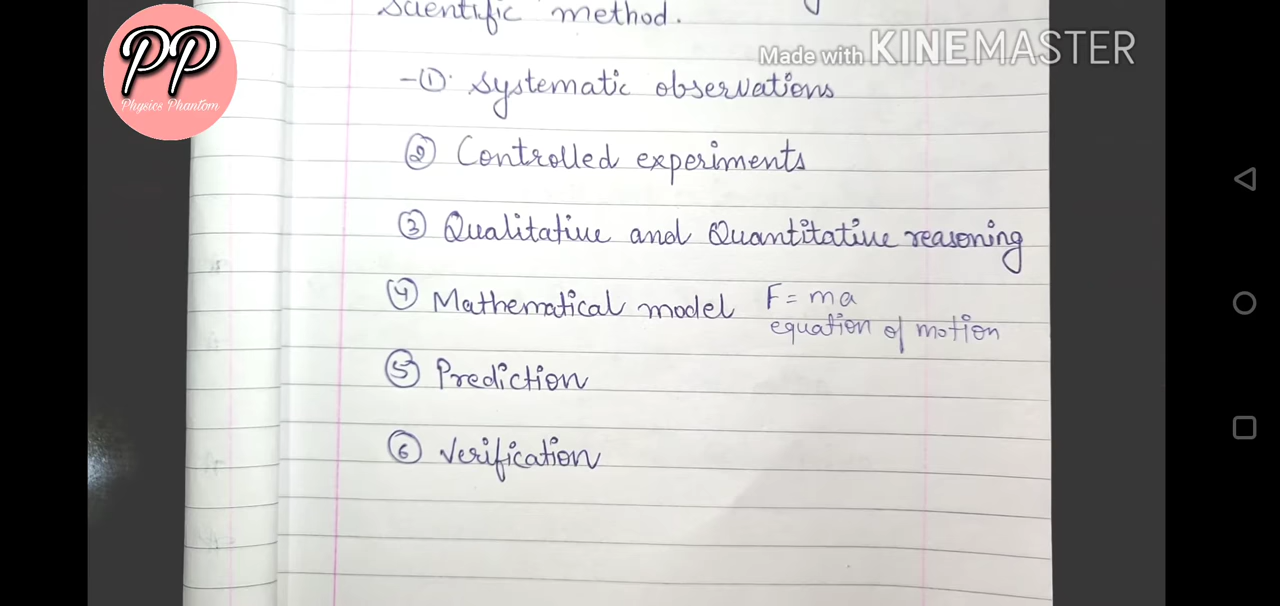 Scientific method.
PP
Physics Phantom
Made with KINEMASTER
-① Systematic observations
② Controlled experiments
③ Qualitative and Quantitative reasoning
④ Mathematical model F = ma
equation of motion
⑤ Prediction
⑥ Verification